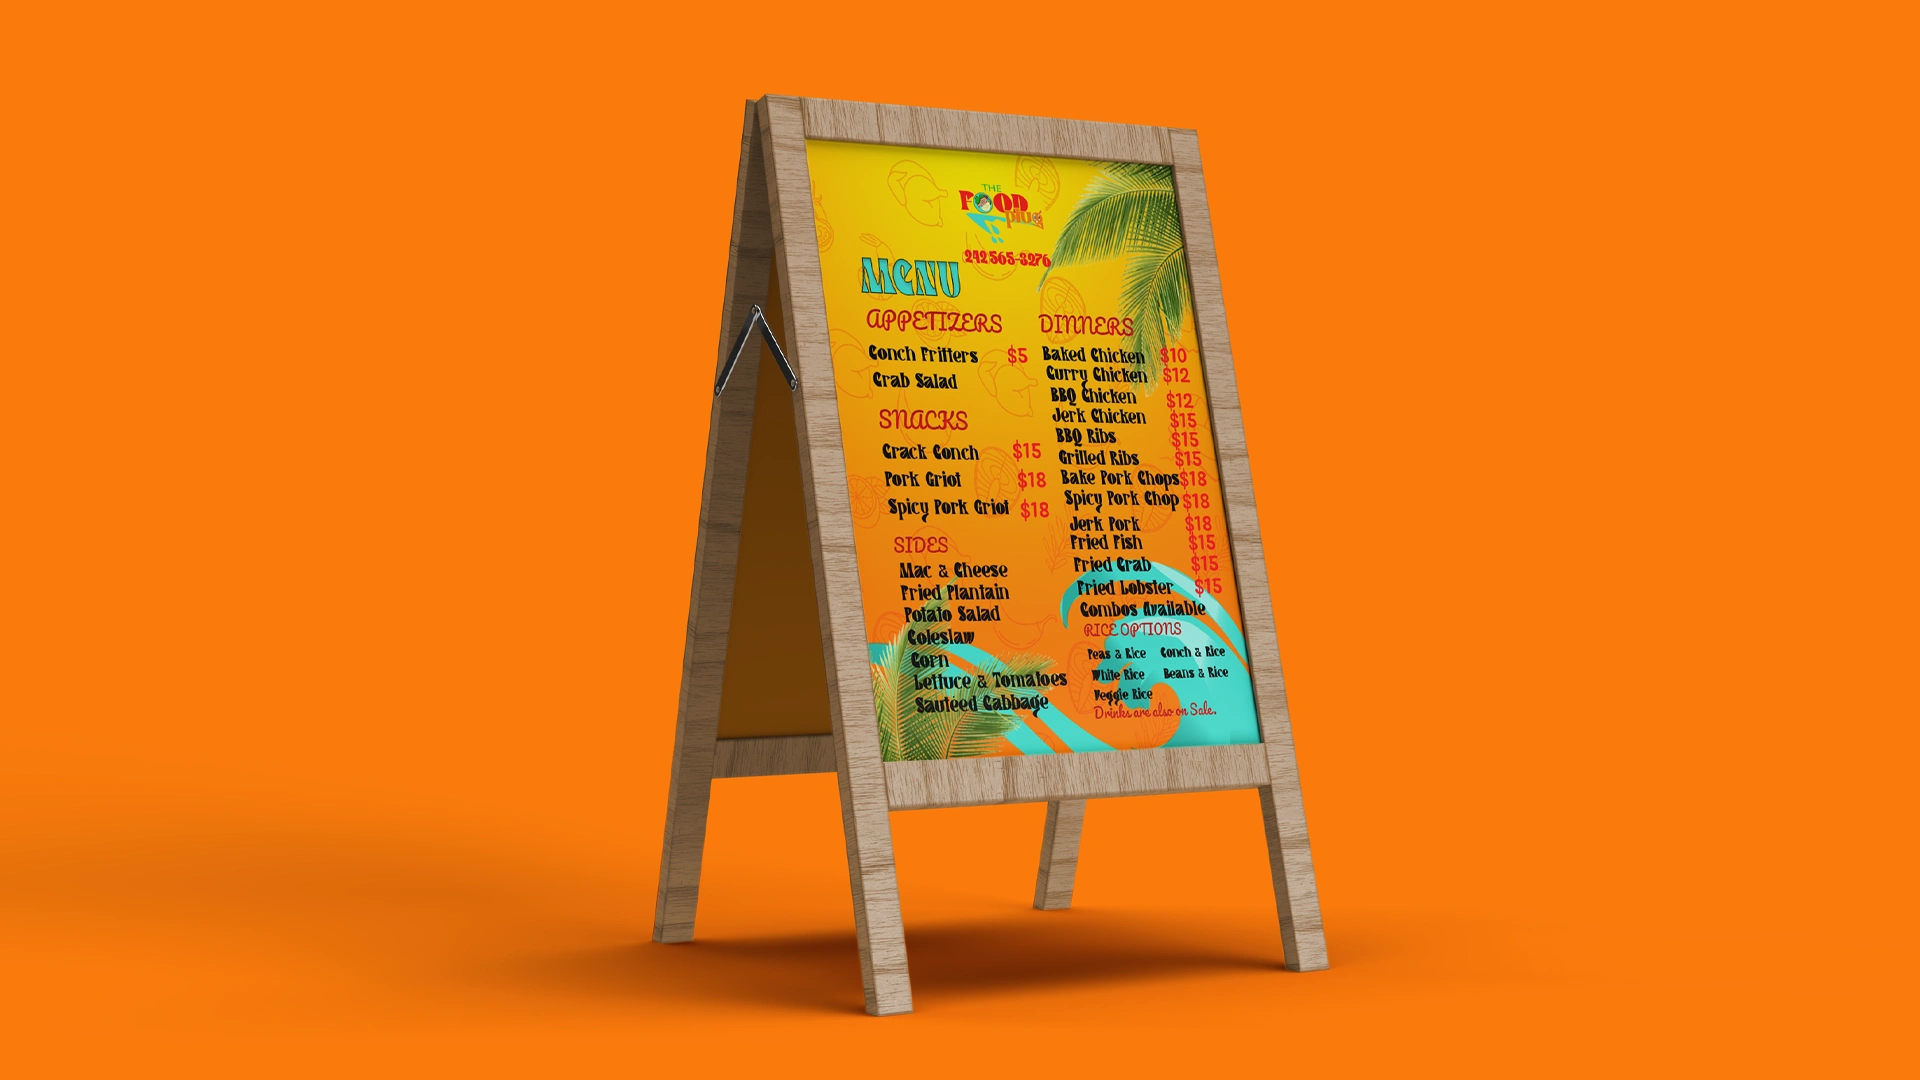 THE
FOOD
plug
242 565-3276
MENU
APPETIZERS
Conch Fritters $5
Crab Salad
SNACKS
Crack Conch $15
Pork Griot $18
Spicy Pork Griot $18
SIDES
Mac & Cheese
Fried Plantain
Potato Salad
Coleslaw
Corn
Lettuce & Tomatoes
Sautéed Cabbage
DINNERS
Baked Chicken $10
Curry Chicken $12
BBQ Chicken $12
Jerk Chicken $15
BBQ Ribs $15
Grilled Ribs $15
Bake Pork Chops $18
Spicy Pork Chop $18
Jerk Pork $18
Fried Fish $15
Fried Crab $15
Fried Lobster $15
Combos Available
RICE OPTIONS
Peas & Rice Conch & Rice
White Rice Beans & Rice
Veggie Rice
Drinks are also on Sale.